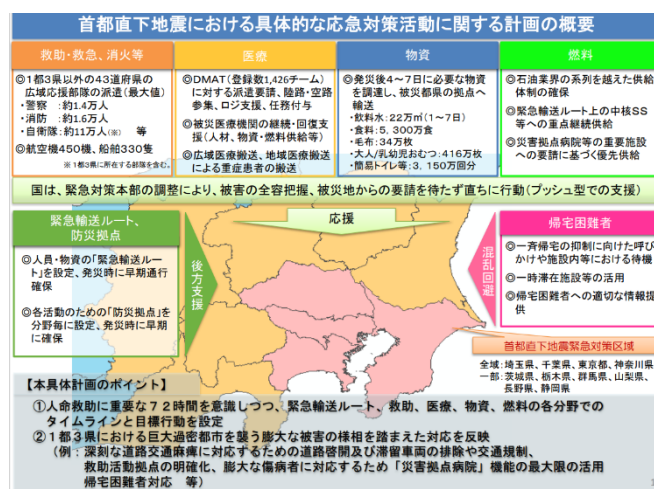 首都直下地震における具体的な応急対策活動に関する計画の概要
救助・救急、消火等
◎1都3県以外の43道府県の
広域応援部隊の派遣(最大値)
・警察 :約1.4万人
・消防 :約1.6万人
・自衛隊:約11万人(※) 等
◎航空機450機、船舶330隻
※1都3県に所在する部隊を含む。
医療
◎DMAT(登録数1,426チーム)
に対する派遣要請、陸路・空路
参集、ロジ支援、任務付与
◎被災医療機関の継続・回復支
援(人材、物資・燃料供給等)
◎広域医療搬送、地域医療搬送
による重症患者の搬送
物資
◎発災後4~7日に必要な物資
を調達し、被災都県の拠点へ
輸送
・飲料水:22万㎥(1~7日)
・食料:5,300万食
・毛布:34万枚
・大人/乳幼児おむつ:416万枚
・簡易トイレ等:3,150万回分
燃料
◎石油業界の系列を越えた供給
体制の確保
◎緊急輸送ルート上の中核SS
等への重点継続供給
◎災害拠点病院等の重要施設
への要請に基づく優先供給
国は、緊急対策本部の調整により、被害の全容把握、被災地からの要請を待たず直ちに行動(プッシュ型での支援)
緊急輸送ルート、
防災拠点
◎人員・物資の「緊急輸送ルー
ト」を設定、発災時に早期通行
確保
◎各活動のための「防災拠点」を
分野毎に設定、発災時に早期
に確保
後方支援
応援
混乱回避
帰宅困難者
◎一斉帰宅の抑制に向けた呼び
かけや施設内等における待機
◎一時滞在施設等の活用
◎帰宅困難者への適切な情報提
供
首都直下地震緊急対策区域
全域:埼玉県、千葉県、東京都、神奈川県
一部:茨城県、栃木県、群馬県、山梨県、
長野県、静岡県
【本具体計画のポイント】
①人命救助に重要な72時間を意識しつつ、緊急輸送ルート、救助、医療、物資、燃料の各分野での
タイムラインと目標行動を設定
②1都3県における巨大過密都市を襲う膨大な被害の様相を踏まえた対応を反映
(例:深刻な道路交通麻痺に対応するための道路啓開及び滞留車両の排除や交通規制、
救助活動拠点の明確化、膨大な傷病者に対応するため「災害拠点病院」機能の最大限の活用
帰宅困難者対応 等)